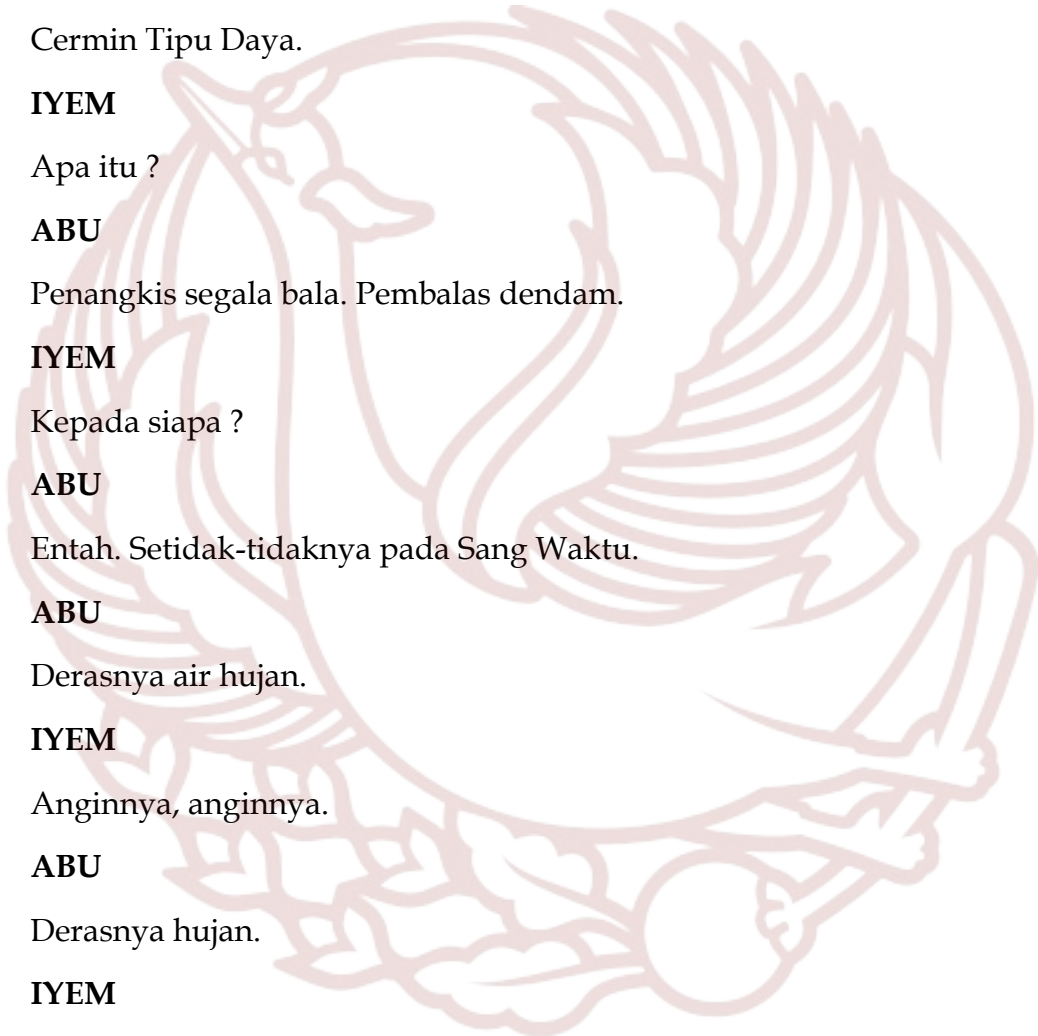 Cermin Tipu Daya.
IYEM
Apa itu ?
ABU
Penangkis segala bala. Pembalas dendam.
IYEM
Kepada siapa ?
ABU
Entah. Setidak-tidaknya pada Sang Waktu.
ABU
Derasnya air hujan.
IYEM
Anginnya, anginnya.
ABU
Derasnya hujan.
IYEM